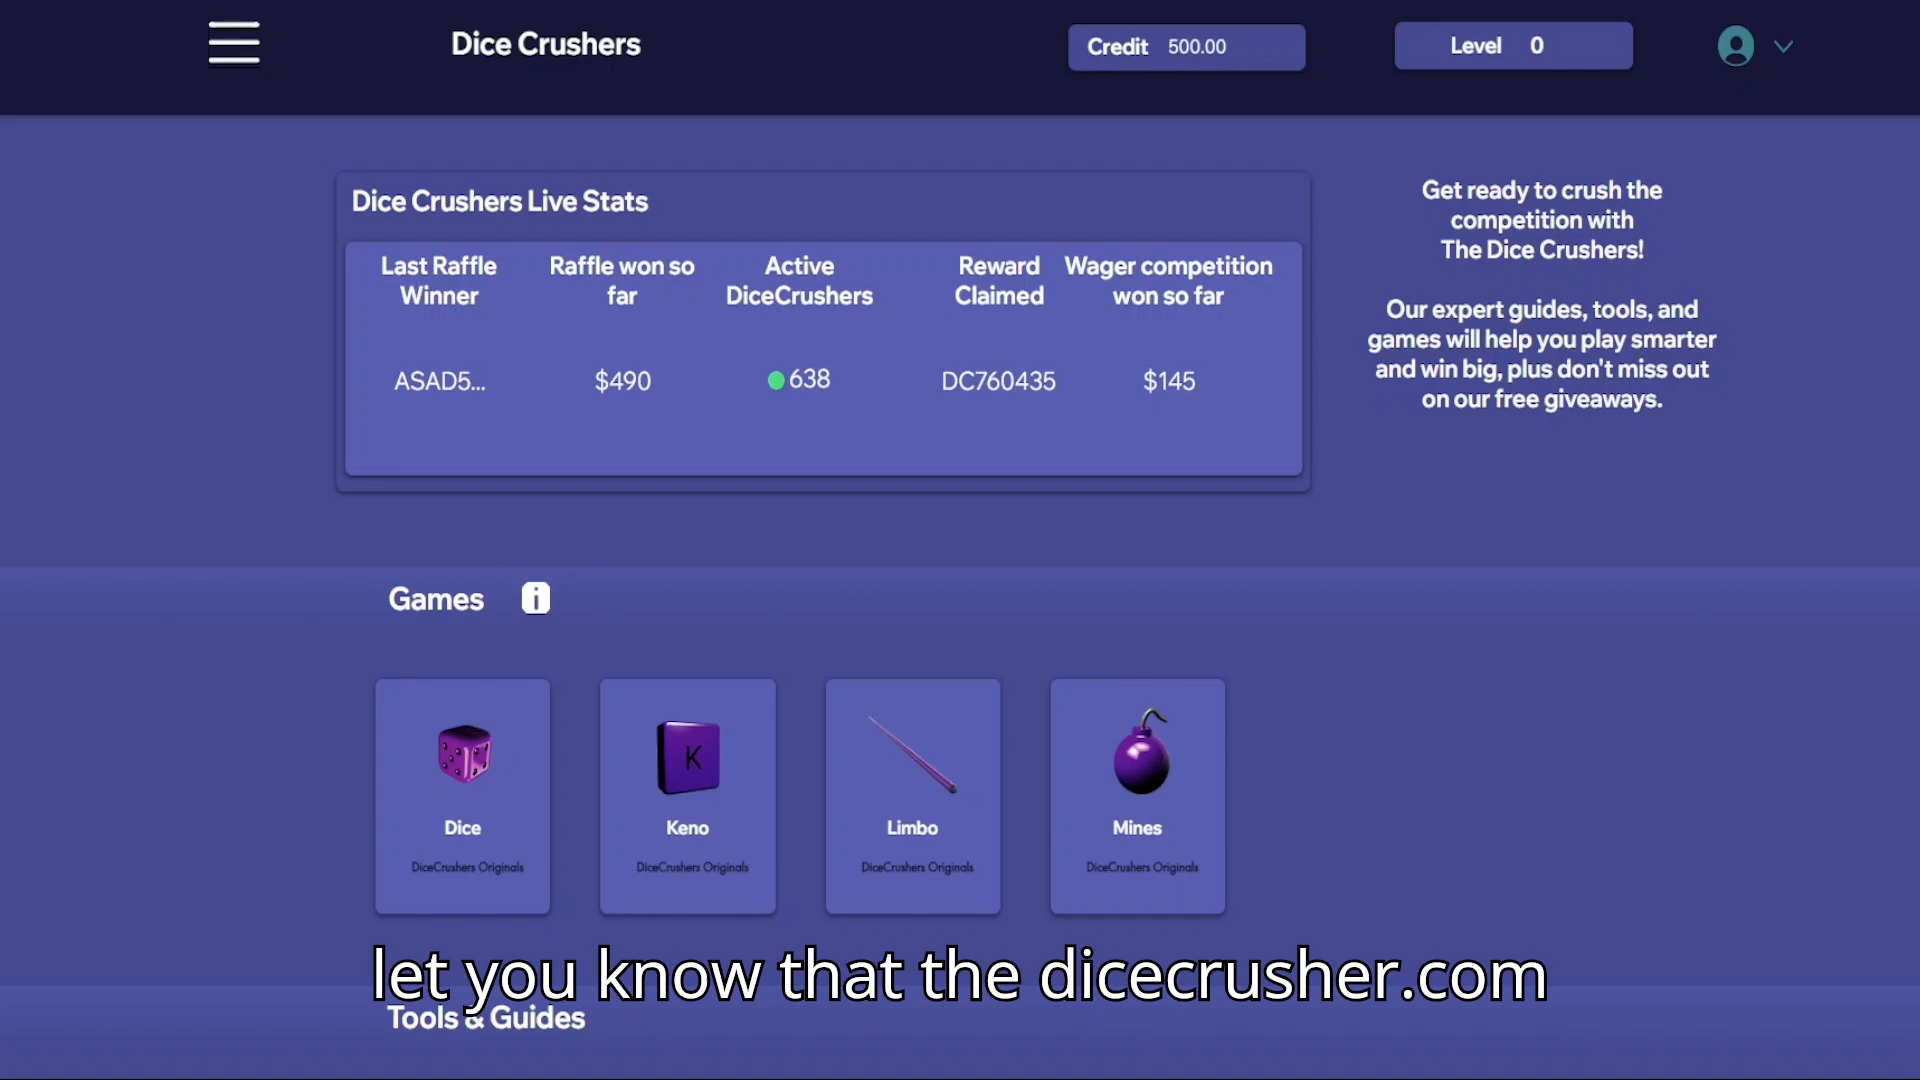 Dice Crushers
Credit 500.00
Level 0
Dice Crushers Live Stats
Last Raffle
Winner
Raffle won so
far
Active
DiceCrushers
Reward
Claimed
Wager competition
won so far
ASAD5...
$490
638
DC760435
$145
Get ready to crush the
competition with
The Dice Crushers!
Our expert guides, tools, and
games will help you play smarter
and win big, plus don't miss out
on our free giveaways.
Games i
K
Dice
DiceCrushers Originals
Keno
DiceCrushers Originals
Limbo
DiceCrushers Originals
Mines
DiceCrushers Originals
let you know that the dicecrusher.com
Tools & Guides